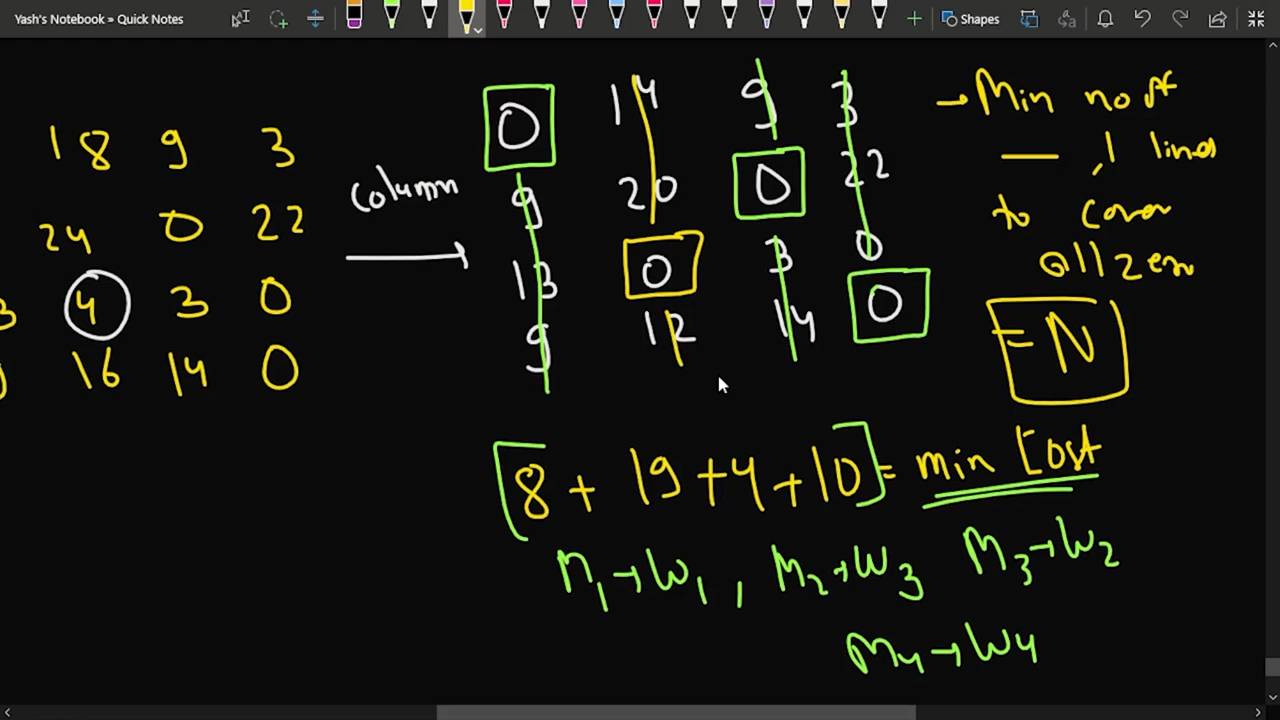 Yash's Notebook » Quick Notes
Shapes
18 9 3
24 0 22
4 3 0
16 14 0
column
0 14 9 3
9 20 0 22
13 0 3 0
9 12 14 0
→ Min no of
— , | lines
to cover
all zero
= N
[8 + 19 + 4 + 10] = min Cost
M1→W1, M2→W3 M3→W2
M4→W4